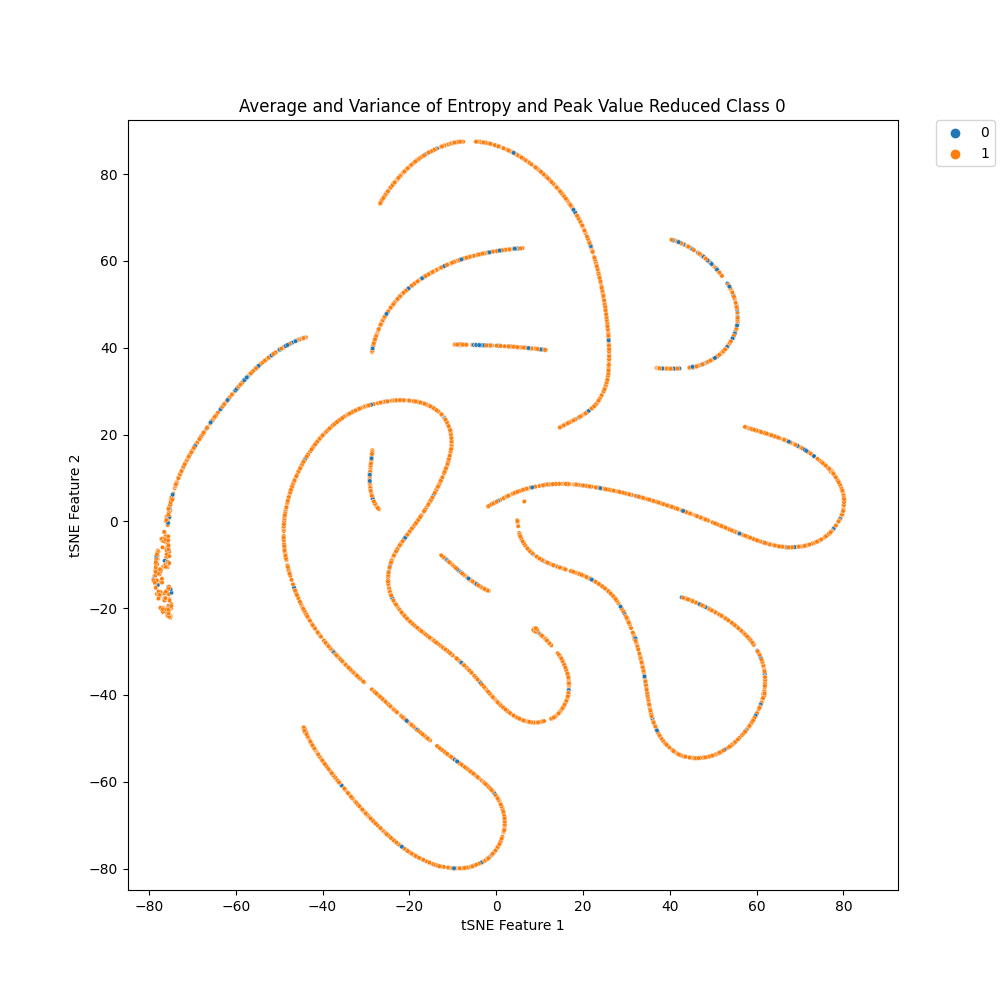 Average and Variance of Entropy and Peak Value Reduced Class 0
0
1
80
60
40
20
0
−20
−40
−60
−80
tSNE Feature 2
−80 −60 −40 −20 0 20 40 60 80
tSNE Feature 1